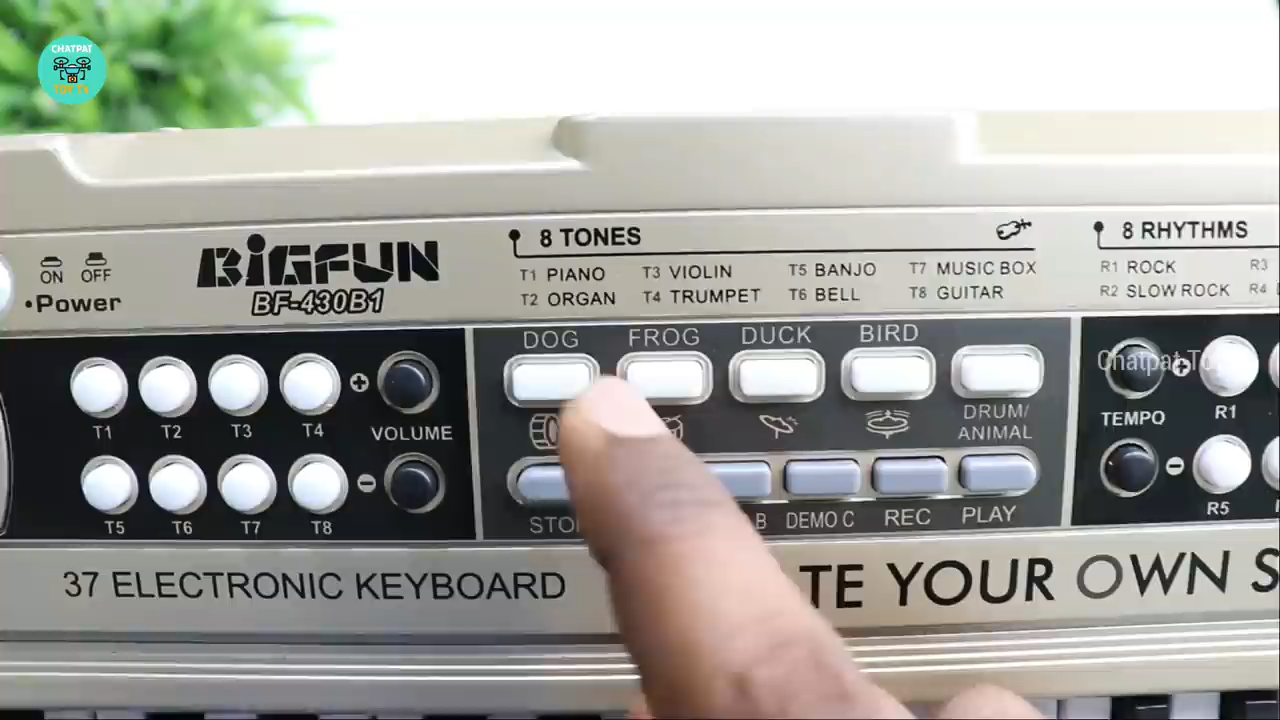 CHATPAT
TOY TV
ON OFF
•Power
BiGFUN
BF-430B1
8 TONES
T1 PIANO T3 VIOLIN T5 BANJO T7 MUSIC BOX
T2 ORGAN T4 TRUMPET T6 BELL T8 GUITAR
8 RHYTHMS
R1 ROCK R3
R2 SLOW ROCK R4
DOG FROG DUCK BIRD
T1 T2 T3 T4 + VOLUME
DRUM/
ANIMAL
T5 T6 T7 T8 -
B DEMO C REC PLAY
Chatpat To
+
TEMPO R1
- R5
37 ELECTRONIC KEYBOARD
TE YOUR OWN S